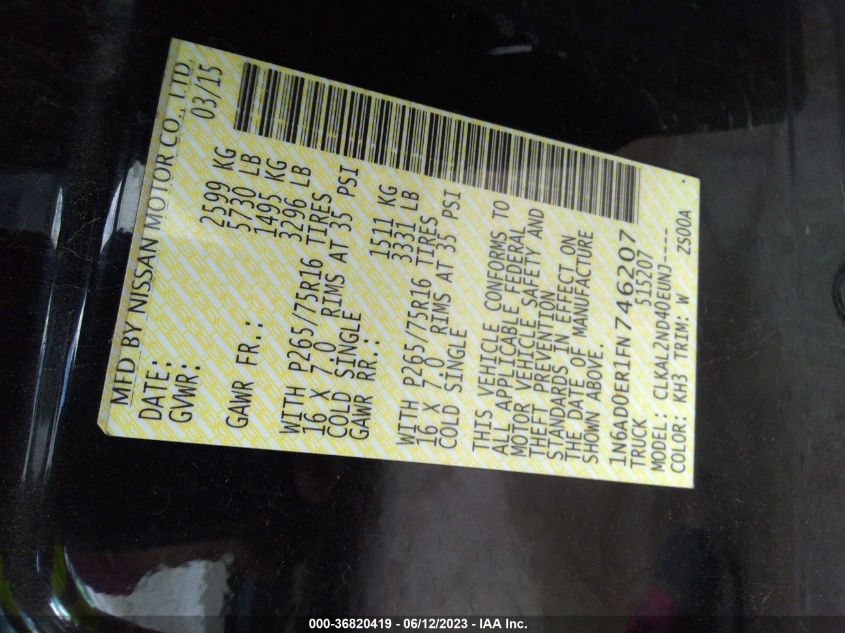 MFD BY NISSAN MOTOR CO., LTD.
DATE: 03/15
GVWR: 2599 KG
5730 LB
GAWR FR.: 1495 KG
3296 LB
WITH P265/75R16 TIRES
16 X 7.0 RIMS AT 35 PSI
COLD SINGLE
GAWR RR.: 1511 KG
3331 LB
WITH P265/75R16 TIRES
16 X 7.0 RIMS AT 35 PSI
COLD SINGLE
THIS VEHICLE CONFORMS TO
ALL APPLICABLE FEDERAL
MOTOR VEHICLE SAFETY AND
THEFT PREVENTION
STANDARDS IN EFFECT ON
THE DATE OF MANUFACTURE
SHOWN ABOVE.
1N6AD0ER1FN746207
TRUCK 515207
MODEL: CLKAL2ND4DEUNJ----
COLOR: KH3 TRIM: W ZS00A
000-36820419 - 06/12/2023 - IAA Inc.